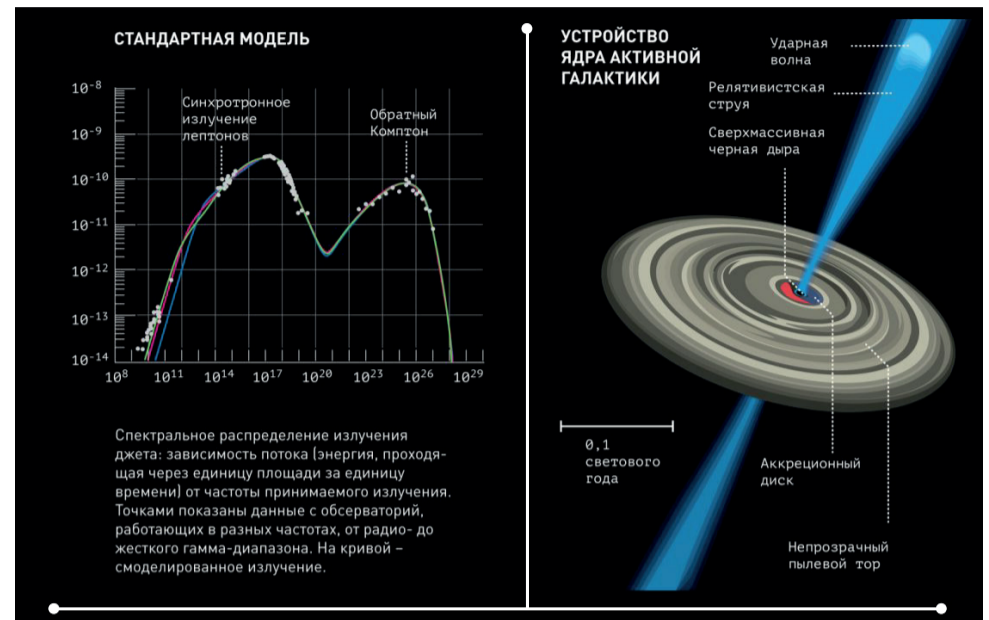 СТАНДАРТНАЯ МОДЕЛЬ
Синхротронное
излучение
лептонов
Обратный
Комптон
10⁻⁸
10⁻⁹
10⁻¹⁰
10⁻¹¹
10⁻¹²
10⁻¹³
10⁻¹⁴
10⁸ 10¹¹ 10¹⁴ 10¹⁷ 10²⁰ 10²³ 10²⁶ 10²⁹
Спектральное распределение излучения
джета: зависимость потока (энергия, проходя-
щая через единицу площади за единицу
времени) от частоты принимаемого излучения.
Точками показаны данные с обсерваторий,
работающих в разных частотах, от радио- до
жесткого гамма-диапазона. На кривой –
смоделированное излучение.
УСТРОЙСТВО
ЯДРА АКТИВНОЙ
ГАЛАКТИКИ
Ударная
волна
Релятивистская
струя
Сверхмассивная
черная дыра
0,1
светового
года
Аккреционный
диск
Непрозрачный
пылевой тор